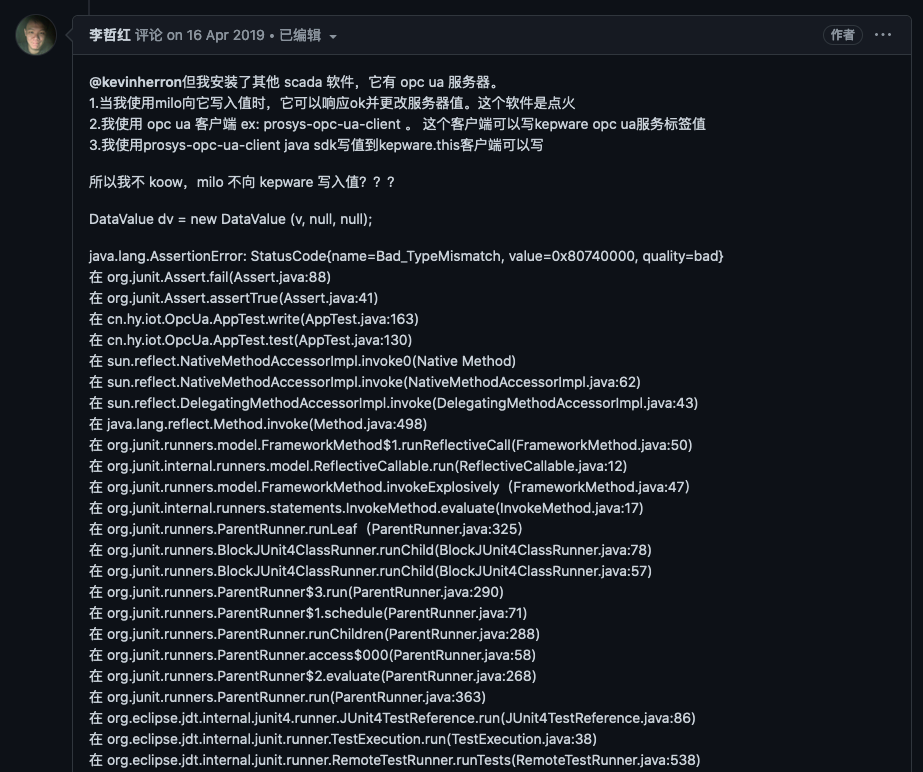 李哲红 评论 on 16 Apr 2019 • 已编辑
作者
@kevinherron但我安装了其他 scada 软件，它有 opc ua 服务器。
1.当我使用milo向它写入值时，它可以响应ok并更改服务器值。这个软件是点火
2.我使用 opc ua 客户端 ex: prosys-opc-ua-client 。 这个客户端可以写kepware opc ua服务标签值
3.我使用prosys-opc-ua-client java sdk写值到kepware.this客户端可以写
所以我不 koow，milo 不向 kepware 写入值？？？
DataValue dv = new DataValue (v, null, null);
java.lang.AssertionError: StatusCode{name=Bad_TypeMismatch, value=0x80740000, quality=bad}
在 org.junit.Assert.fail(Assert.java:88)
在 org.junit.Assert.assertTrue(Assert.java:41)
在 cn.hy.iot.OpcUa.AppTest.write(AppTest.java:163)
在 cn.hy.iot.OpcUa.AppTest.test(AppTest.java:130)
在 sun.reflect.NativeMethodAccessorImpl.invoke0(Native Method)
在 sun.reflect.NativeMethodAccessorImpl.invoke(NativeMethodAccessorImpl.java:62)
在 sun.reflect.DelegatingMethodAccessorImpl.invoke(DelegatingMethodAccessorImpl.java:43)
在 java.lang.reflect.Method.invoke(Method.java:498)
在 org.junit.runners.model.FrameworkMethod$1.runReflectiveCall(FrameworkMethod.java:50)
在 org.junit.internal.runners.model.ReflectiveCallable.run(ReflectiveCallable.java:12)
在 org.junit.runners.model.FrameworkMethod.invokeExplosively（FrameworkMethod.java:47)
在 org.junit.internal.runners.statements.InvokeMethod.evaluate(InvokeMethod.java:17)
在 org.junit.runners.ParentRunner.runLeaf（ParentRunner.java:325)
在 org.junit.runners.BlockJUnit4ClassRunner.runChild(BlockJUnit4ClassRunner.java:78)
在 org.junit.runners.BlockJUnit4ClassRunner.runChild(BlockJUnit4ClassRunner.java:57)
在 org.junit.runners.ParentRunner$3.run(ParentRunner.java:290)
在 org.junit.runners.ParentRunner$1.schedule(ParentRunner.java:71)
在 org.junit.runners.ParentRunner.runChildren(ParentRunner.java:288)
在 org.junit.runners.ParentRunner.access$000(ParentRunner.java:58)
在 org.junit.runners.ParentRunner$2.evaluate(ParentRunner.java:268)
在 org.junit.runners.ParentRunner.run(ParentRunner.java:363)
在 org.eclipse.jdt.internal.junit4.runner.JUnit4TestReference.run(JUnit4TestReference.java:86)
在 org.eclipse.jdt.internal.junit.runner.TestExecution.run(TestExecution.java:38)
在 org.eclipse.jdt.internal.junit.runner.RemoteTestRunner.runTests(RemoteTestRunner.java:538)